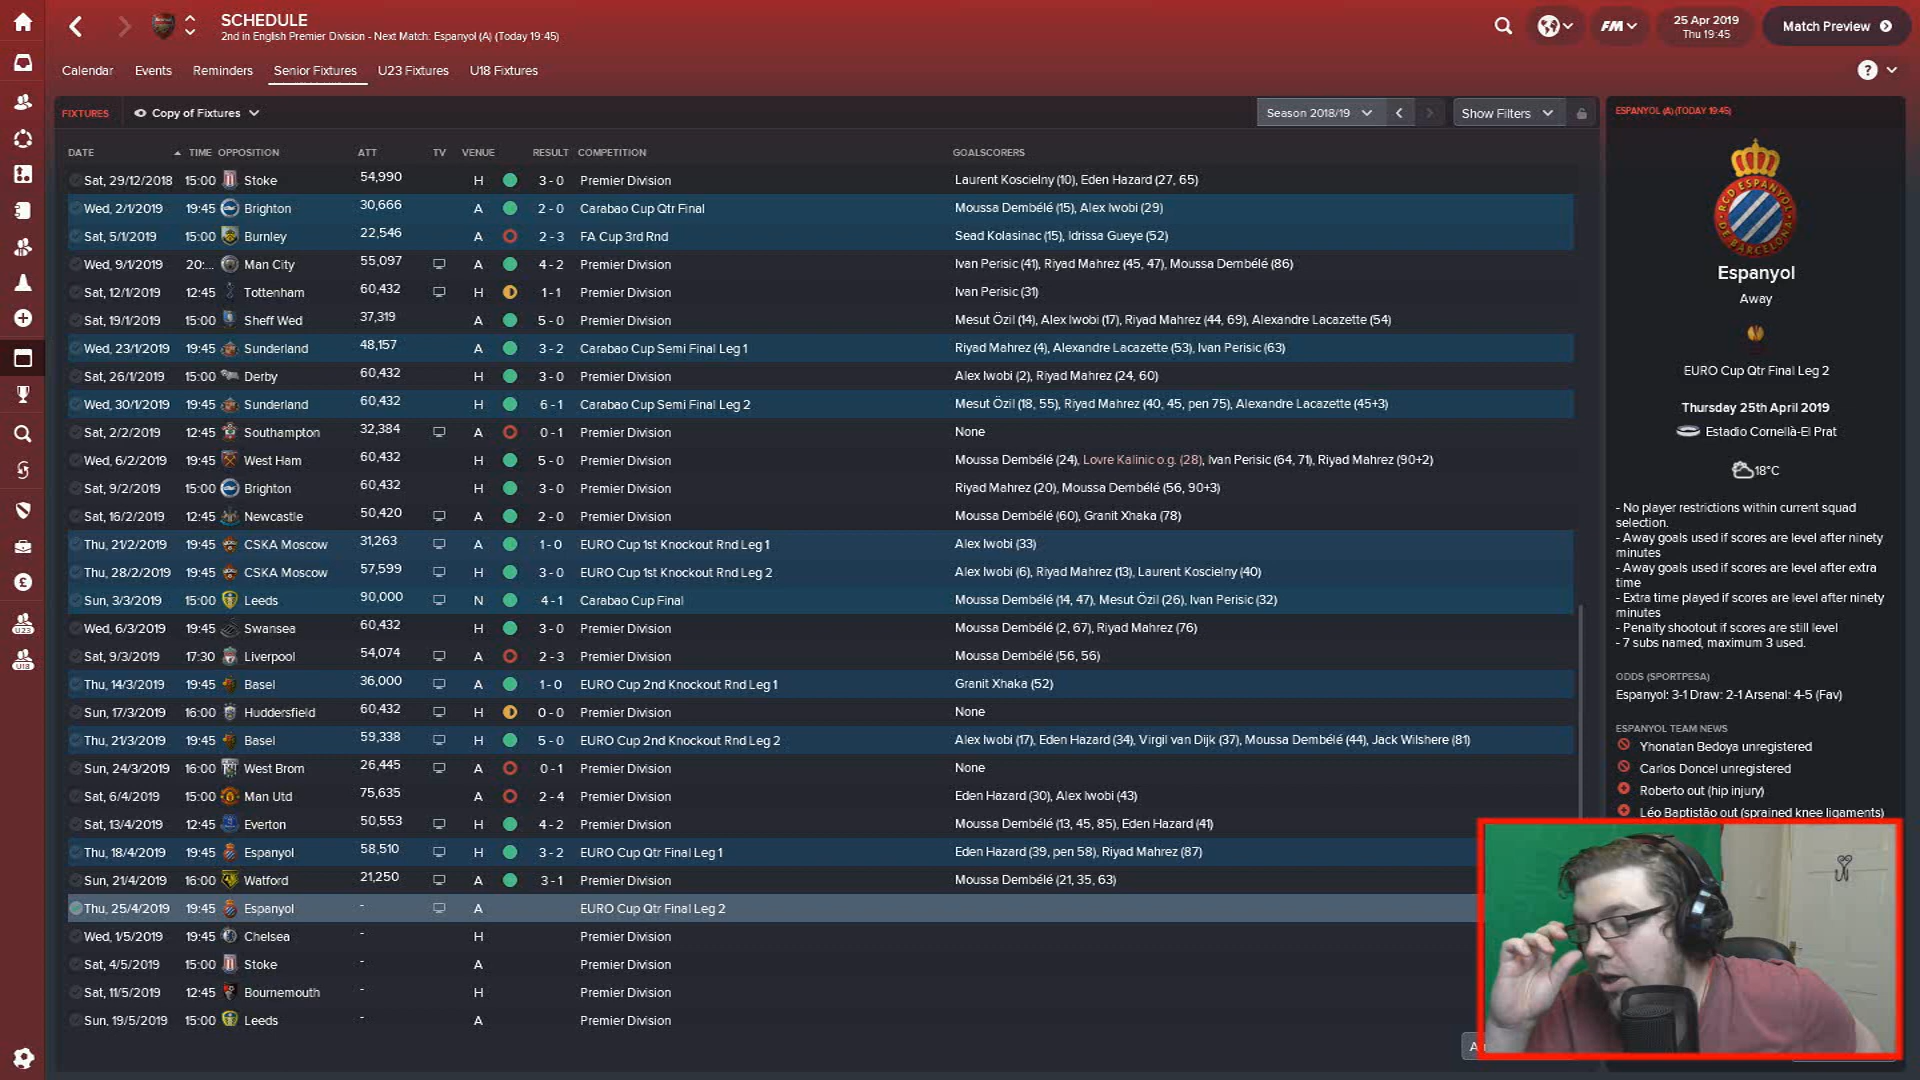 SCHEDULE
2nd in English Premier Division - Next Match: Espanyol (A) (Today 19:45)
FM
25 Apr 2019
Thu 19:45
Match Preview
Calendar Events Reminders Senior Fixtures U23 Fixtures U18 Fixtures
?
FIXTURES Copy of Fixtures Season 2018/19 Show Filters
DATE TIME OPPOSITION ATT TV VENUE RESULT COMPETITION GOALSCORERS
Sat, 29/12/2018 15:00 Stoke 54,990 H 3 - 0 Premier Division Laurent Koscielny (10), Eden Hazard (27, 65)
Wed, 2/1/2019 19:45 Brighton 30,666 A 2 - 0 Carabao Cup Qtr Final Moussa Dembélé (15), Alex Iwobi (29)
Sat, 5/1/2019 15:00 Burnley 22,546 A 2 - 3 FA Cup 3rd Rnd Sead Kolasinac (15), Idrissa Gueye (52)
Wed, 9/1/2019 20:... Man City 55,097 A 4 - 2 Premier Division Ivan Perisic (41), Riyad Mahrez (45, 47), Moussa Dembélé (86)
Sat, 12/1/2019 12:45 Tottenham 60,432 H 1 - 1 Premier Division Ivan Perisic (31)
Sat, 19/1/2019 15:00 Sheff Wed 37,319 A 5 - 0 Premier Division Mesut Özil (14), Alex Iwobi (17), Riyad Mahrez (44, 69), Alexandre Lacazette (54)
Wed, 23/1/2019 19:45 Sunderland 48,157 A 3 - 2 Carabao Cup Semi Final Leg 1 Riyad Mahrez (4), Alexandre Lacazette (53), Ivan Perisic (63)
Sat, 26/1/2019 15:00 Derby 60,432 H 3 - 0 Premier Division Alex Iwobi (2), Riyad Mahrez (24, 60)
Wed, 30/1/2019 19:45 Sunderland 60,432 H 6 - 1 Carabao Cup Semi Final Leg 2 Mesut Özil (18, 55), Riyad Mahrez (40, 45, pen 75), Alexandre Lacazette (45+3)
Sat, 2/2/2019 12:45 Southampton 32,384 A 0 - 1 Premier Division None
Wed, 6/2/2019 19:45 West Ham 60,432 H 5 - 0 Premier Division Moussa Dembélé (24), Lovre Kalinic o.g. (28), Ivan Perisic (64, 71), Riyad Mahrez (90+2)
Sat, 9/2/2019 15:00 Brighton 60,432 H 3 - 0 Premier Division Riyad Mahrez (20), Moussa Dembélé (56, 90+3)
Sat, 16/2/2019 12:45 Newcastle 50,420 A 2 - 0 Premier Division Moussa Dembélé (60), Granit Xhaka (78)
Thu, 21/2/2019 19:45 CSKA Moscow 31,263 A 1 - 0 EURO Cup 1st Knockout Rnd Leg 1 Alex Iwobi (33)
Thu, 28/2/2019 19:45 CSKA Moscow 57,599 H 3 - 0 EURO Cup 1st Knockout Rnd Leg 2 Alex Iwobi (6), Riyad Mahrez (13), Laurent Koscielny (40)
Sun, 3/3/2019 15:00 Leeds 90,000 N 4 - 1 Carabao Cup Final Moussa Dembélé (14, 47), Mesut Özil (26), Ivan Perisic (32)
Wed, 6/3/2019 19:45 Swansea 60,432 H 3 - 0 Premier Division Moussa Dembélé (2, 67), Riyad Mahrez (76)
Sat, 9/3/2019 17:30 Liverpool 54,074 A 2 - 3 Premier Division Moussa Dembélé (56, 56)
Thu, 14/3/2019 19:45 Basel 36,000 A 1 - 0 EURO Cup 2nd Knockout Rnd Leg 1 Granit Xhaka (52)
Sun, 17/3/2019 16:00 Huddersfield 60,432 H 0 - 0 Premier Division None
Thu, 21/3/2019 19:45 Basel 59,338 H 5 - 0 EURO Cup 2nd Knockout Rnd Leg 2 Alex Iwobi (17), Eden Hazard (34), Virgil van Dijk (37), Moussa Dembélé (44), Jack Wilshere (81)
Sun, 24/3/2019 16:00 West Brom 26,445 A 0 - 1 Premier Division None
Sat, 6/4/2019 15:00 Man Utd 75,635 A 2 - 4 Premier Division Eden Hazard (30), Alex Iwobi (43)
Sat, 13/4/2019 12:45 Everton 50,553 H 4 - 2 Premier Division Moussa Dembélé (13, 45, 85), Eden Hazard (41)
Thu, 18/4/2019 19:45 Espanyol 58,510 H 3 - 2 EURO Cup Qtr Final Leg 1 Eden Hazard (39, pen 58), Riyad Mahrez (87)
Sun, 21/4/2019 16:00 Watford 21,250 A 3 - 1 Premier Division Moussa Dembélé (21, 35, 63)
Thu, 25/4/2019 19:45 Espanyol - A EURO Cup Qtr Final Leg 2
Wed, 1/5/2019 19:45 Chelsea - H Premier Division
Sat, 4/5/2019 15:00 Stoke - A Premier Division
Sat, 11/5/2019 12:45 Bournemouth - H Premier Division
Sun, 19/5/2019 15:00 Leeds - A Premier Division
U23
U18
ESPANYOL (A) (TODAY 19:45)
RCD ESPANYOL
DE BARCELONA
Espanyol
Away
EURO Cup Qtr Final Leg 2
Thursday 25th April 2019
Estadio Cornellà-El Prat
18°C
- No player restrictions within current squad
selection.
- Away goals used if scores are level after ninety
minutes
- Away goals used if scores are level after extra
time
- Extra time played if scores are level after ninety
minutes
- Penalty shootout if scores are still level
- 7 subs named, maximum 3 used.
ODDS (SPORTPESA)
Espanyol: 3-1 Draw: 2-1 Arsenal: 4-5 (Fav)
ESPANYOL TEAM NEWS
Yhonatan Bedoya unregistered
Carlos Doncel unregistered
Roberto out (hip injury)
Léo Baptistão out (sprained knee ligaments)